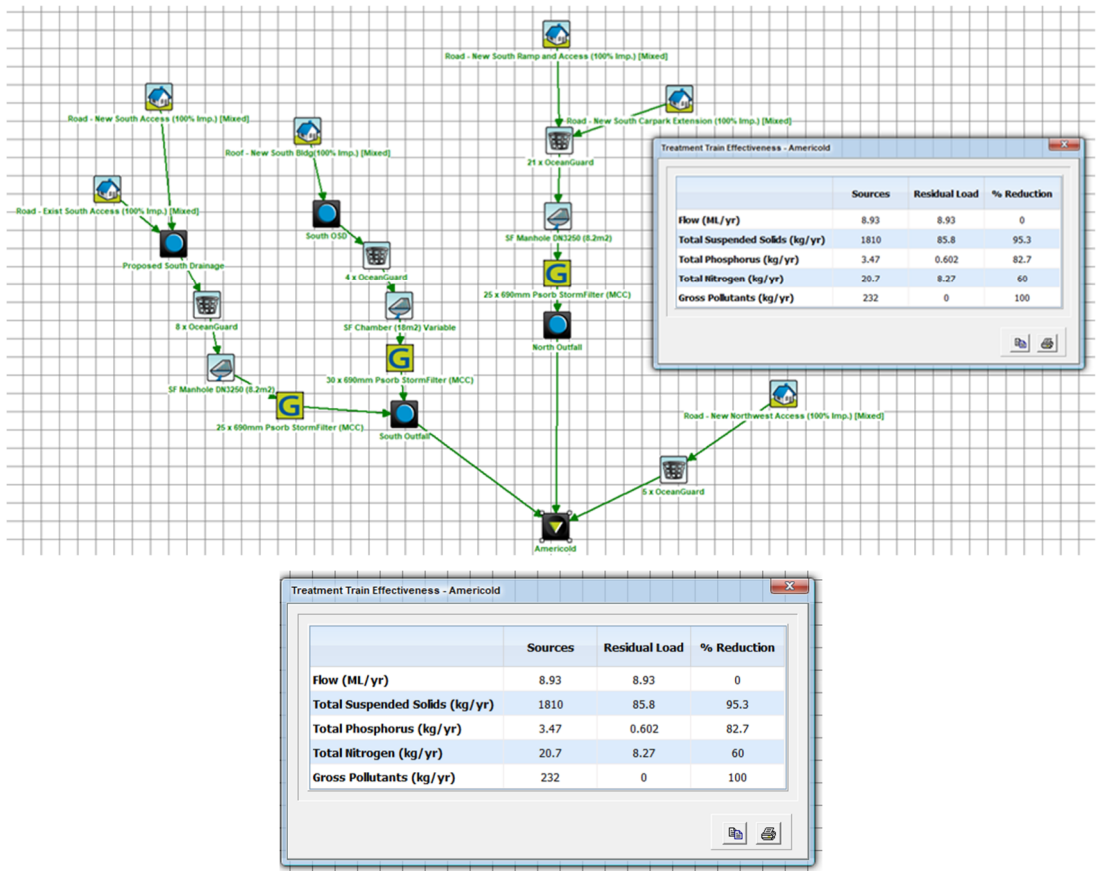 Road - New South Ramp and Access (100% Imp.) [Mixed]
Road - New South Access (100% Imp.) [Mixed]
Road - New South Carpark Extension (100% Imp.) [Mixed]
Roof - New South Bldg(100% Imp.) [Mixed]
21 x OceanGuard
Road - Exist South Access (100% Imp.) [Mixed]
South OSD
SF Manhole DN3250 (8.2m2)
Proposed South Drainage
4 x OceanGuard
25 x 690mm Psorb StormFilter (MCC)
8 x OceanGuard
SF Chamber (18m2) Variable
North Outfall
30 x 690mm Psorb StormFilter (MCC)
SF Manhole DN3250 (8.2m2)
25 x 690mm Psorb StormFilter (MCC)
South Outfall
Road - New Northwest Access (100% Imp.) [Mixed]
5 x OceanGuard
Americold
Treatment Train Effectiveness - Americold
Sources Residual Load % Reduction
Flow (ML/yr) 8.93 8.93 0
Total Suspended Solids (kg/yr) 1810 85.8 95.3
Total Phosphorus (kg/yr) 3.47 0.602 82.7
Total Nitrogen (kg/yr) 20.7 8.27 60
Gross Pollutants (kg/yr) 232 0 100
Treatment Train Effectiveness - Americold
Sources Residual Load % Reduction
Flow (ML/yr) 8.93 8.93 0
Total Suspended Solids (kg/yr) 1810 85.8 95.3
Total Phosphorus (kg/yr) 3.47 0.602 82.7
Total Nitrogen (kg/yr) 20.7 8.27 60
Gross Pollutants (kg/yr) 232 0 100